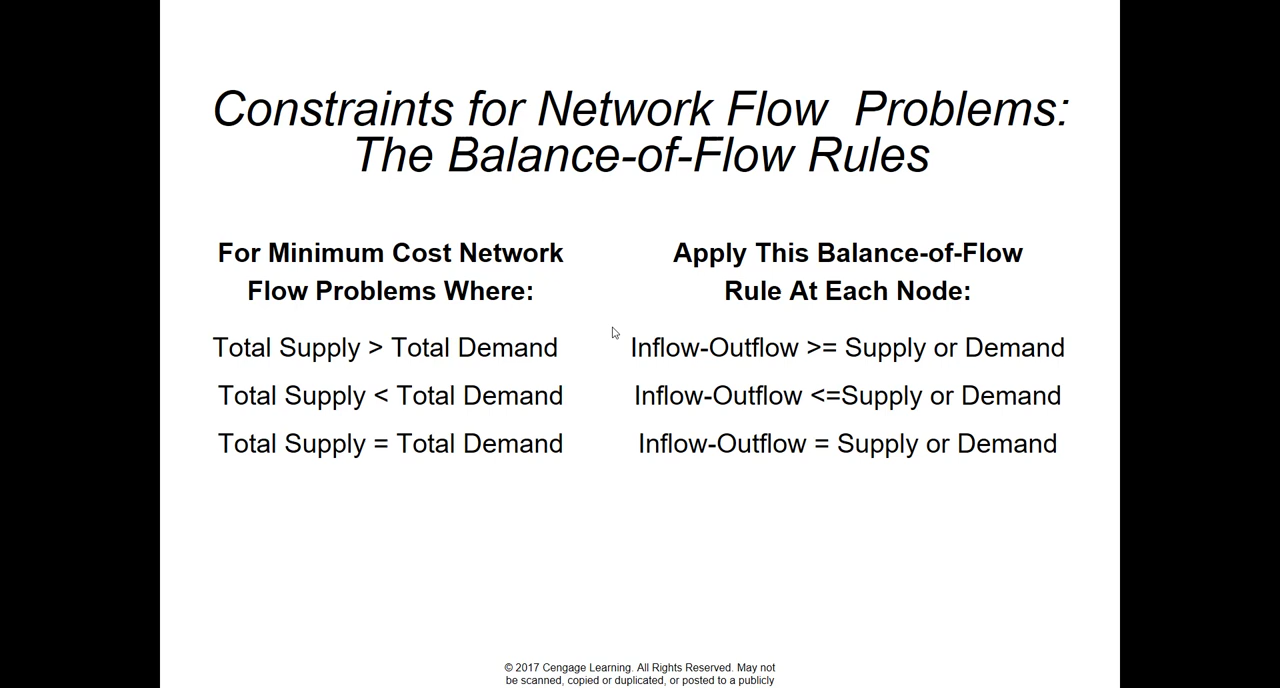 Constraints for Network Flow  Problems:
The Balance-of-Flow Rules
For Minimum Cost Network
Flow Problems Where:
Apply This Balance-of-Flow
Rule At Each Node:
Total Supply > Total Demand
Inflow-Outflow >= Supply or Demand
Total Supply < Total Demand
Inflow-Outflow <=Supply or Demand
Total Supply = Total Demand
Inflow-Outflow = Supply or Demand
© 2017 Cengage Learning. All Rights Reserved. May not
be scanned, copied or duplicated, or posted to a publicly